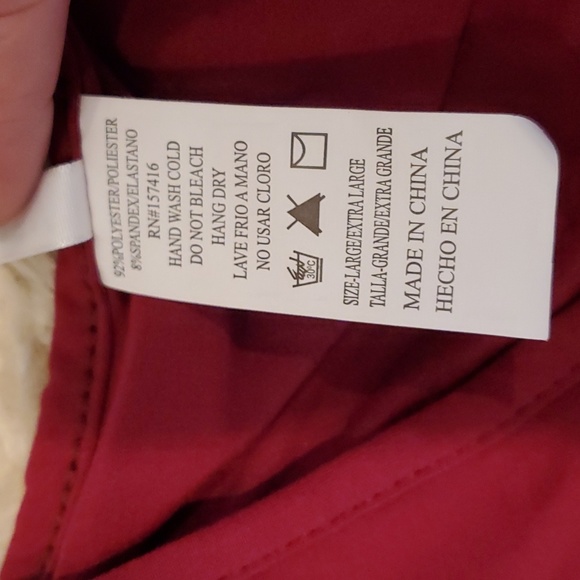 92%POLYESTER/POLIESTER
8%SPANDEX/ELASTANO
RN#157416
HAND WASH COLD
DO NOT BLEACH
HANG DRY
LAVE FRIO A MANO
NO USAR CLORO
30°C
SIZE-LARGE/EXTRA LARGE
TALLA-GRANDE/EXTRA GRANDE
MADE IN CHINA
HECHO EN CHINA